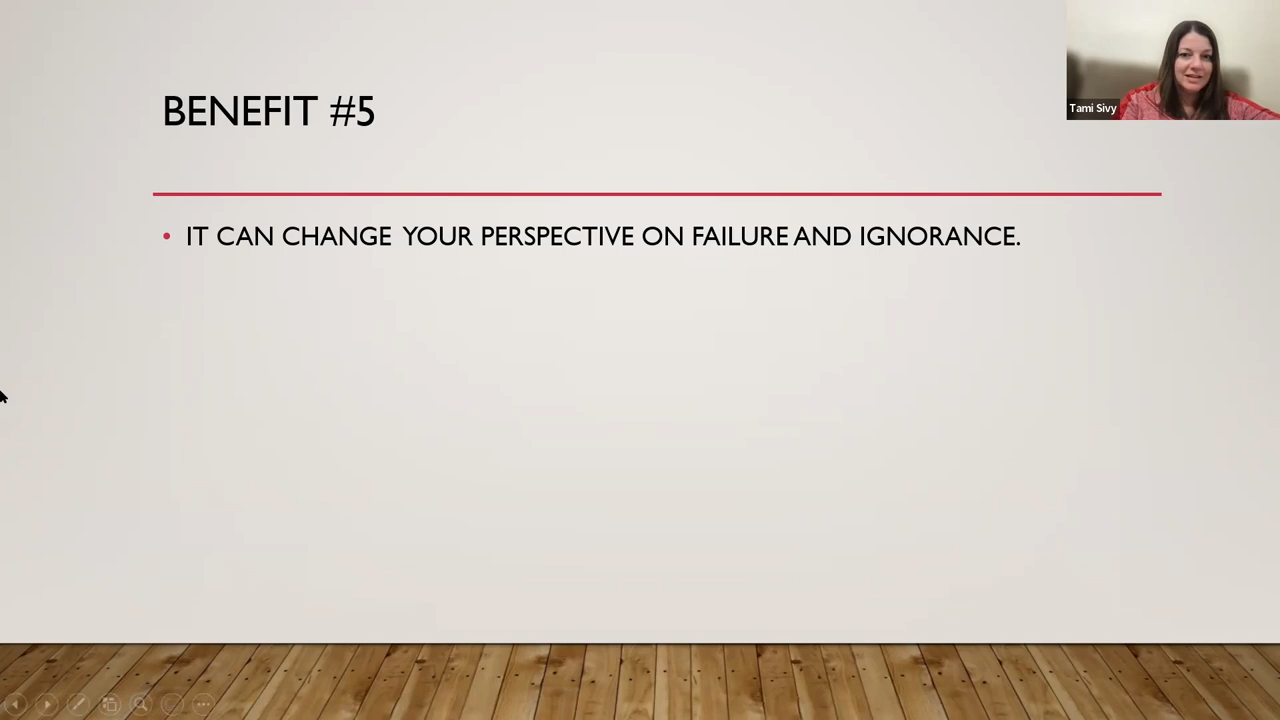 BENEFIT #5
Tami Sivy
• IT CAN CHANGE YOUR PERSPECTIVE ON FAILURE AND IGNORANCE.